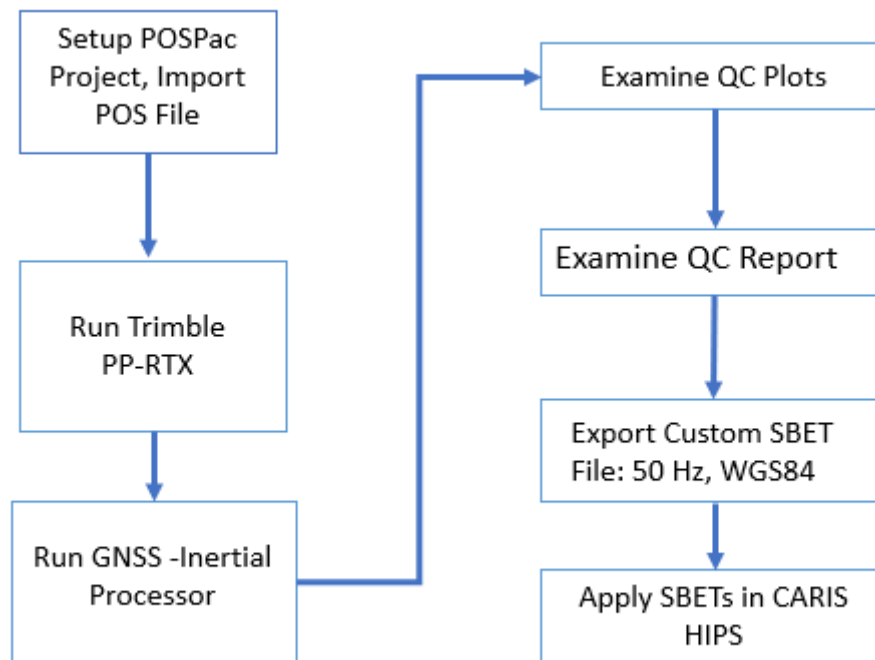 Setup POSPac
Project, Import
POS File
Run Trimble
PP-RTX
Run GNSS -Inertial
Processor
Examine QC Plots
Examine QC Report
Export Custom SBET
File: 50 Hz, WGS84
Apply SBETs in CARIS
HIPS